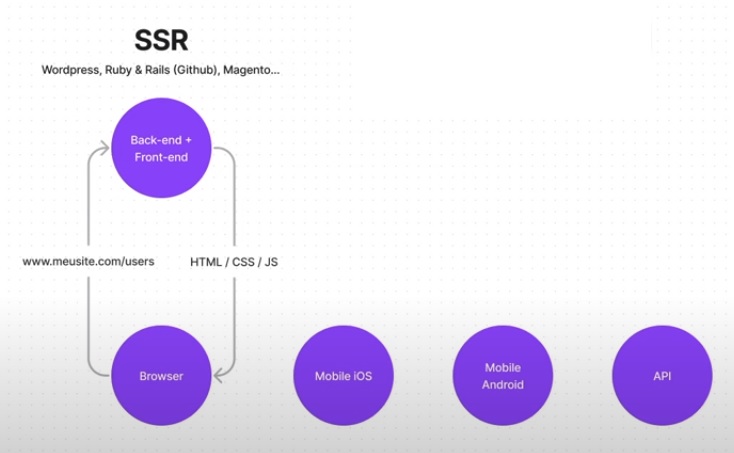 SSR
Wordpress, Ruby & Rails (Github), Magento...
Back-end +
Front-end
www.meusite.com/users
HTML / CSS / JS
Browser
Mobile iOS
Mobile
Android
API